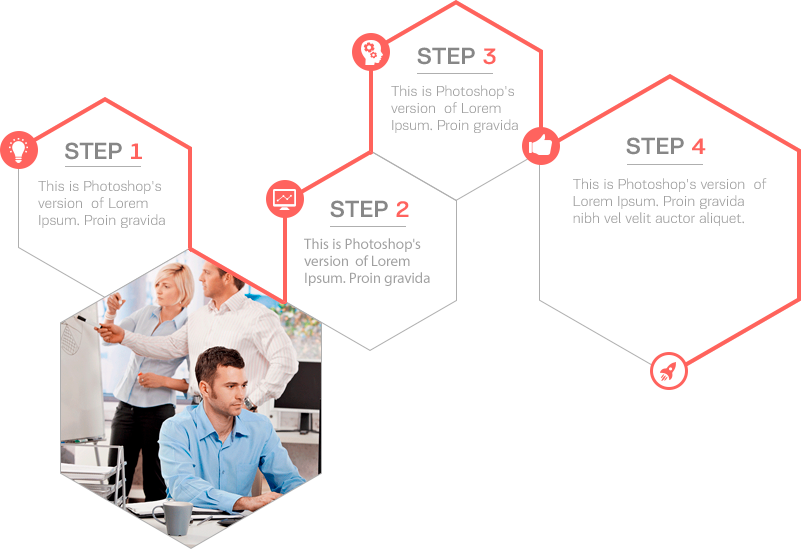 STEP 1
This is Photoshop's
version of Lorem
Ipsum. Proin gravida
STEP 2
This is Photoshop's
version of Lorem
Ipsum. Proin gravida
STEP 3
This is Photoshop's
version of Lorem
Ipsum. Proin gravida
STEP 4
This is Photoshop's version of
Lorem Ipsum. Proin gravida
nibh vel velit auctor aliquet.